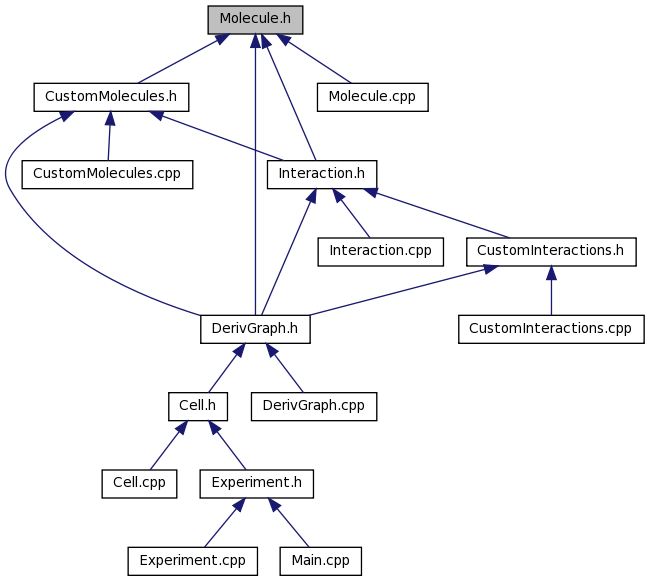 Molecule.h
CustomMolecules.h
Molecule.cpp
CustomMolecules.cpp
Interaction.h
Interaction.cpp
CustomInteractions.h
DerivGraph.h
CustomInteractions.cpp
Cell.h
DerivGraph.cpp
Cell.cpp
Experiment.h
Experiment.cpp
Main.cpp